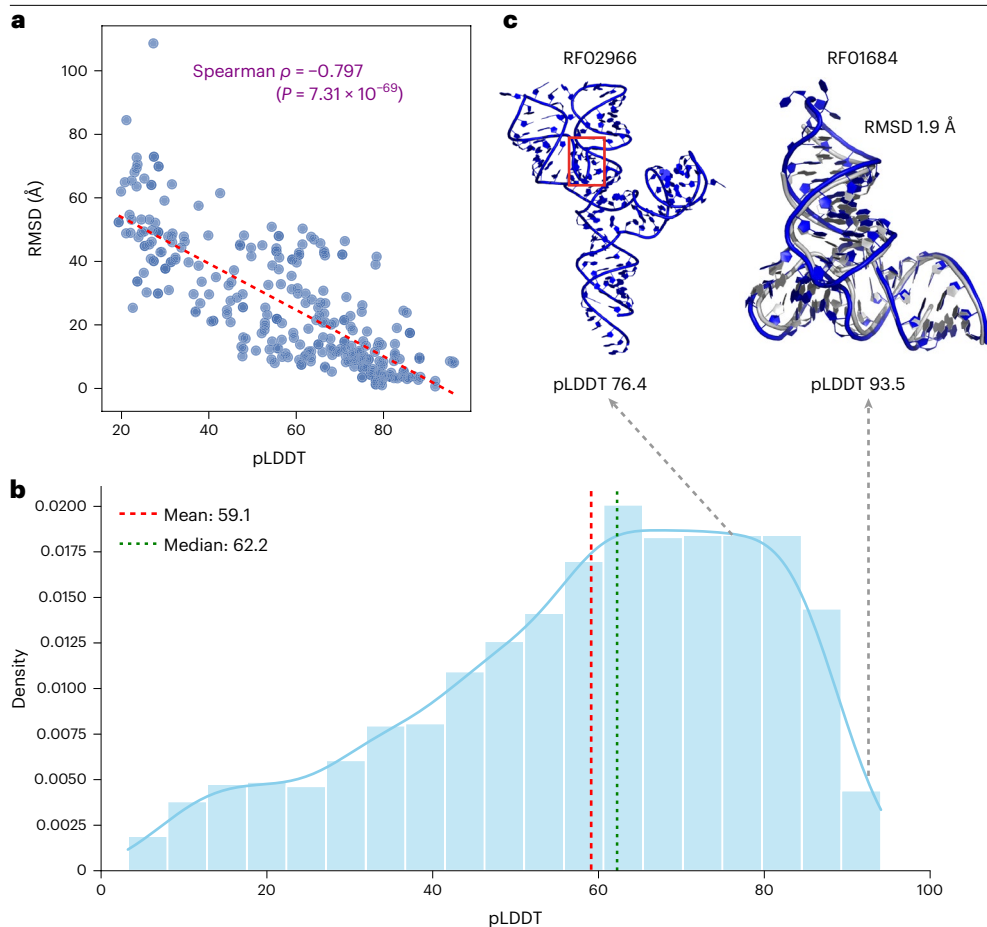 a
Spearman ρ = −0.797
(P = 7.31 × 10⁻⁶⁹)
100
80
60
40
20
0
RMSD (Å)
20
40
60
80
pLDDT
c
RF02966
RF01684
RMSD 1.9 Å
pLDDT 76.4
pLDDT 93.5
b
Mean: 59.1
Median: 62.2
0.0200
0.0175
0.0150
0.0125
0.0100
0.0075
0.0050
0.0025
0
Density
0
20
40
60
80
100
pLDDT